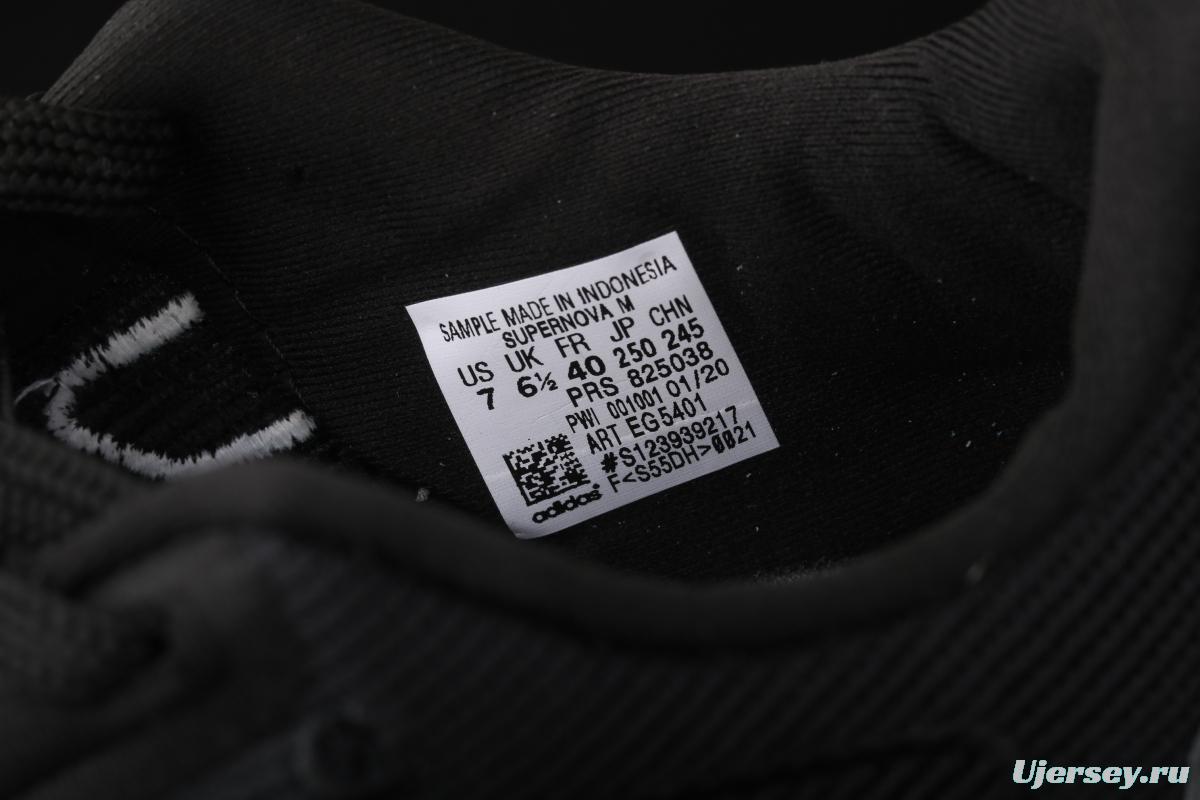 SAMPLE MADE IN INDONESIA
SUPERNOVA M
US UK FR JP CHN
7 6½ 40 250 245
PRS 825038
PWI 001001 01/20
ART EG5401
#S123939217
F<S55DH>0021
adidas
Ujersey.ru